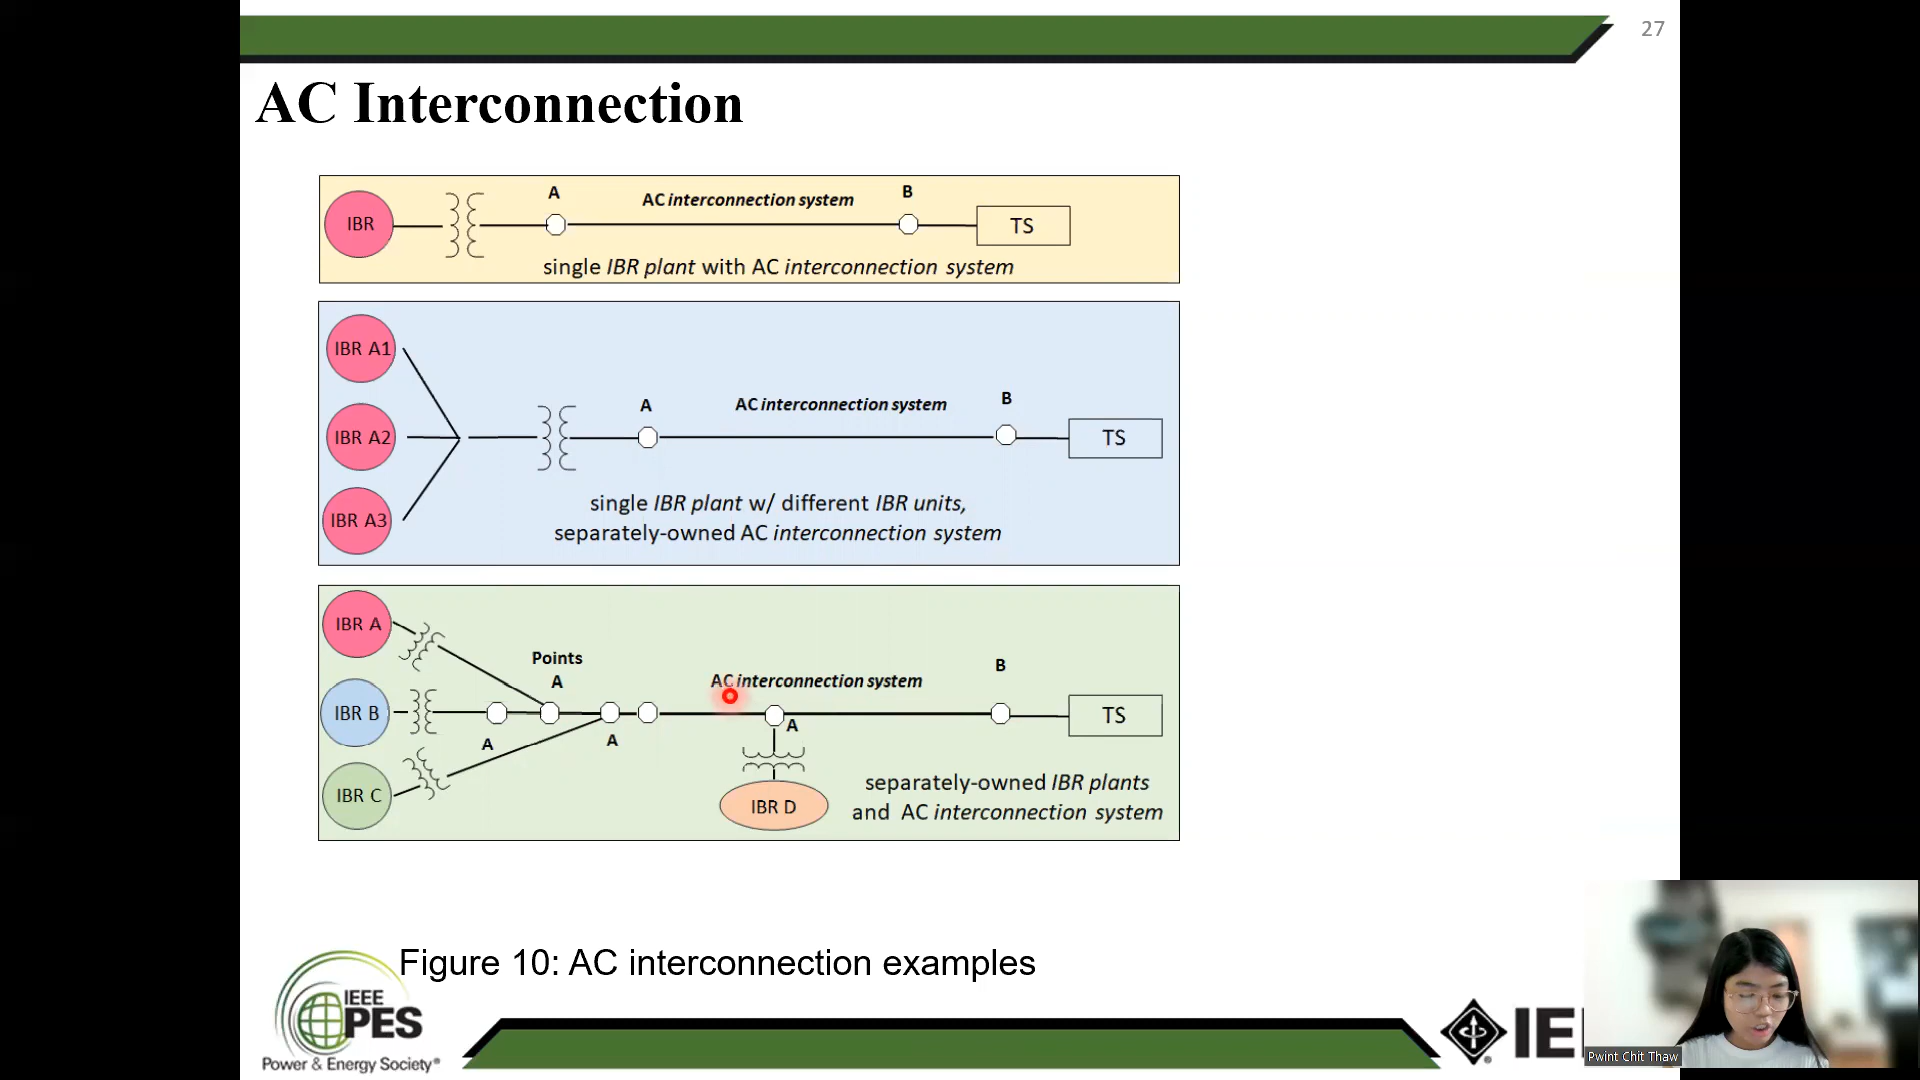 27
AC Interconnection
A
AC interconnection system
B
IBR
TS
single IBR plant with AC interconnection system
IBR A1
A
AC interconnection system
B
IBR A2
TS
single IBR plant w/ different IBR units,
separately-owned AC interconnection system
IBR A3
IBR A
Points
A
AC interconnection system
B
IBR B
TS
A
A
A
IBR C
IBR D
separately-owned IBR plants
and AC interconnection system
Figure 10: AC interconnection examples
IEEE
PES
Power & Energy Society®
IE
Pwint Chit Thaw